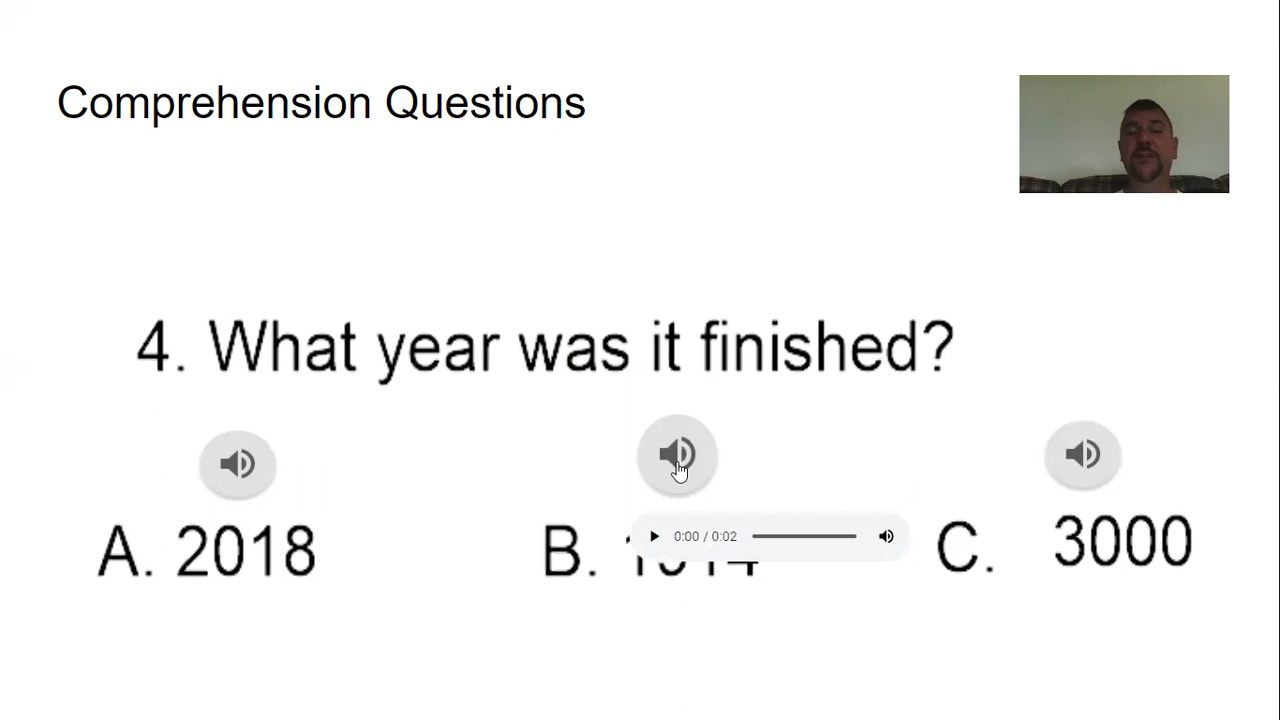 Comprehension Questions
4. What year was it finished?
A. 2018
B.
0:00 / 0:02
C. 3000